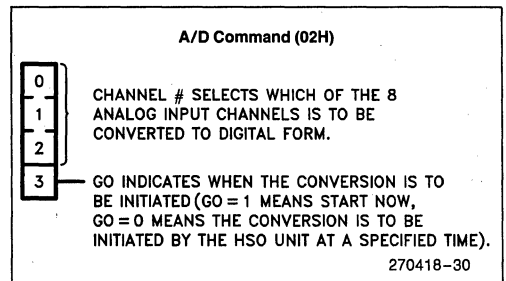 A/D Command (02H)
0
1
2
3
CHANNEL # SELECTS WHICH OF THE 8
ANALOG INPUT CHANNELS IS TO BE
CONVERTED TO DIGITAL FORM.
GO INDICATES WHEN THE CONVERSION IS TO
BE INITIATED (GO = 1 MEANS START NOW,
GO = 0 MEANS THE CONVERSION IS TO BE
INITIATED BY THE HSO UNIT AT A SPECIFIED TIME).
270418-30